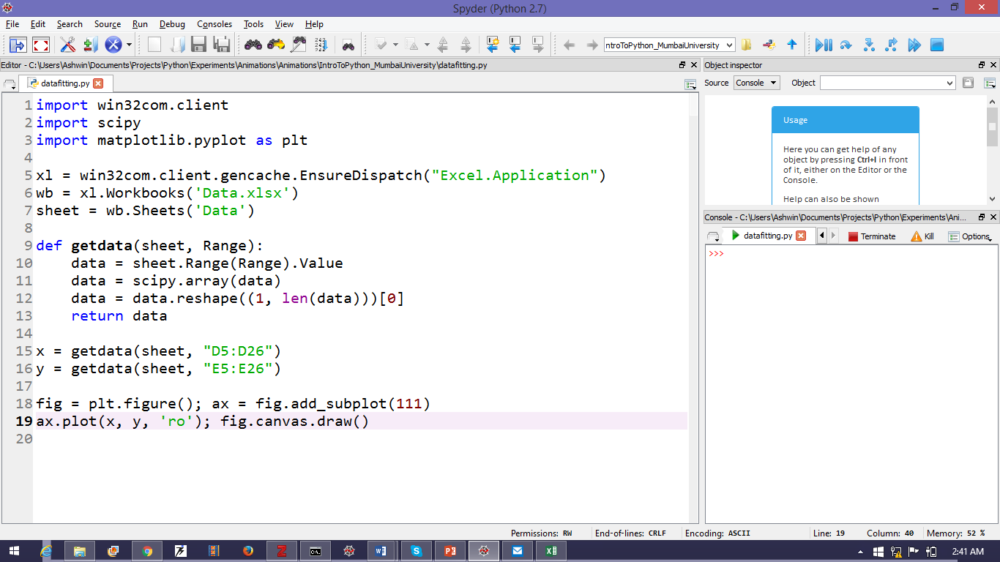 Spyder (Python 2.7)
File Edit Search Source Run Debug Consoles Tools View Help
ntroToPython_MumbaiUniversity
Editor - C:\Users\Ashwin\Documents\Projects\Python\Experiments\Animations\Animations\IntroToPython_MumbaiUniversity\datafitting.py
datafitting.py
1 import win32com.client
2 import scipy
3 import matplotlib.pyplot as plt
4
5 xl = win32com.client.gencache.EnsureDispatch("Excel.Application")
6 wb = xl.Workbooks('Data.xlsx')
7 sheet = wb.Sheets('Data')
8
9 def getdata(sheet, Range):
10     data = sheet.Range(Range).Value
11     data = scipy.array(data)
12     data = data.reshape((1, len(data)))[0]
13     return data
14
15 x = getdata(sheet, "D5:D26")
16 y = getdata(sheet, "E5:E26")
17
18 fig = plt.figure(); ax = fig.add_subplot(111)
19 ax.plot(x, y, 'ro'); fig.canvas.draw()
20
Object inspector
Source Console Object
Usage
Here you can get help of any
object by pressing Ctrl+I in front
of it, either on the Editor or the
Console.
Help can also be shown
Console - C:\Users\Ashwin\Documents\Projects\Python\Experiments\Ani...
datafitting.py Terminate Kill Options
>>>
Permissions: RW End-of-lines: CRLF Encoding: ASCII Line: 19 Column: 40 Memory: 52 %
2:41 AM